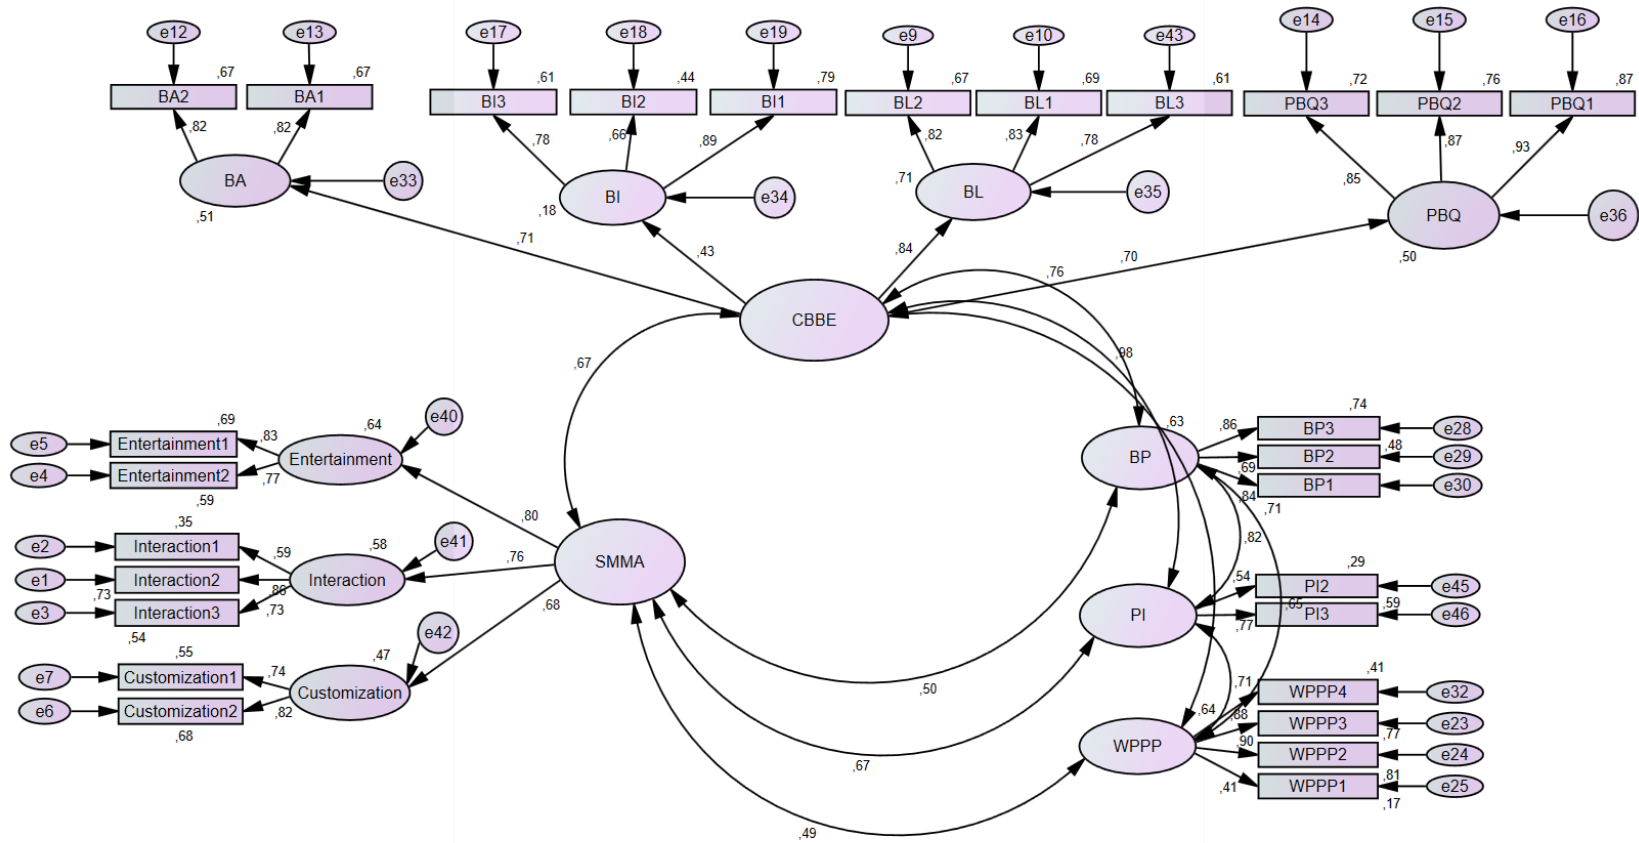 e12 e13 e17 e18 e19 e9 e10 e43 e14 e15 e16
,67 ,67 ,61 ,44 ,79 ,67 ,69 ,61 ,72 ,76 ,87
BA2 BA1 BI3 BI2 BI1 BL2 BL1 BL3 PBQ3 PBQ2 PBQ1
,82 ,82 ,78 ,66 ,89 ,82 ,83 ,78 ,85 ,87 ,93
BA e33 BI e34 BL e35 PBQ e36
,51 ,18 ,71 ,50
,71 ,43 ,84 ,76 ,70
CBBE
,67 ,98
,69 ,83 ,64 e40
e5 Entertainment1
e4 Entertainment2 Entertainment
,77
,59
,80
,35
e2 Interaction1 ,59 ,58 e41
e1 Interaction2 Interaction ,76
,73 ,86
e3 Interaction3 ,73
,54
SMMA
,68
,55 e42
e7 Customization1 ,74 ,47
e6 Customization2 ,82 Customization
,68
,63 ,74
BP ,86 BP3 e28
BP2 ,48 e29
,69 BP1 e30
,84 ,71
,82
,29
PI ,54 PI2 e45
,65 ,59
,77 PI3 e46
,50
,71 ,41
,64 WPPP4 e32
,88 WPPP3 e23
,77
WPPP ,90 WPPP2 e24
,81
,41 WPPP1 e25
,17
,67
,49